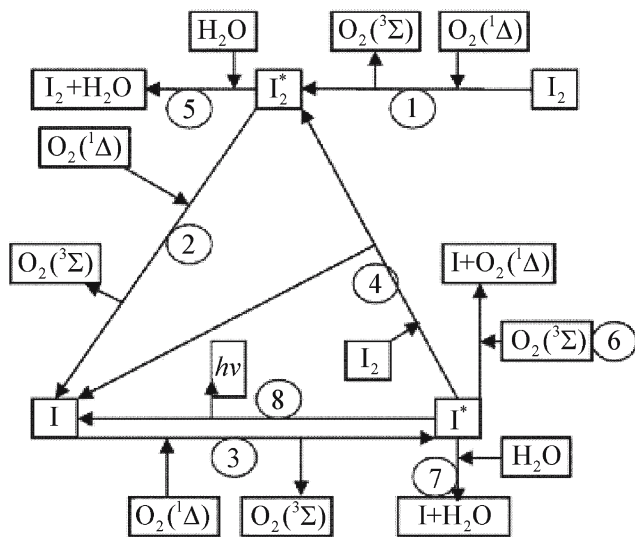 H₂O
O₂(³Σ)
O₂(¹Δ)
I₂+H₂O
I₂*
I₂
5
1
O₂(¹Δ)
2
O₂(³Σ)
4
I+O₂(¹Δ)
O₂(³Σ)
6
I₂
hν
8
I
I*
3
7
H₂O
O₂(¹Δ)
O₂(³Σ)
I+H₂O